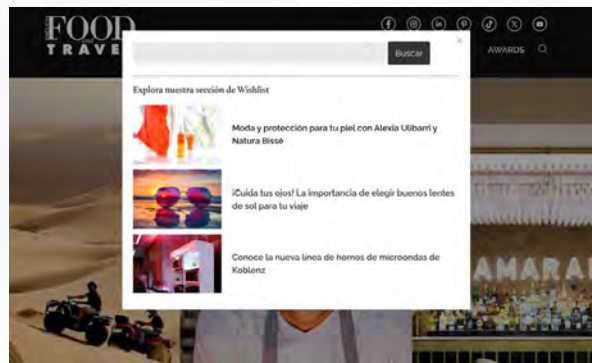 FOOD
TRAVE
AWARDS
Buscar
Explora nuestra sección de Wishlist
Moda y protección para tu piel con Alexia Ulibarri y
Natura Bissé
¡Cuida tus ojos! La importancia de elegir buenos lentes
de sol para tu viaje
Conoce la nueva línea de hornos de microondas de
Koblenz
AMARA